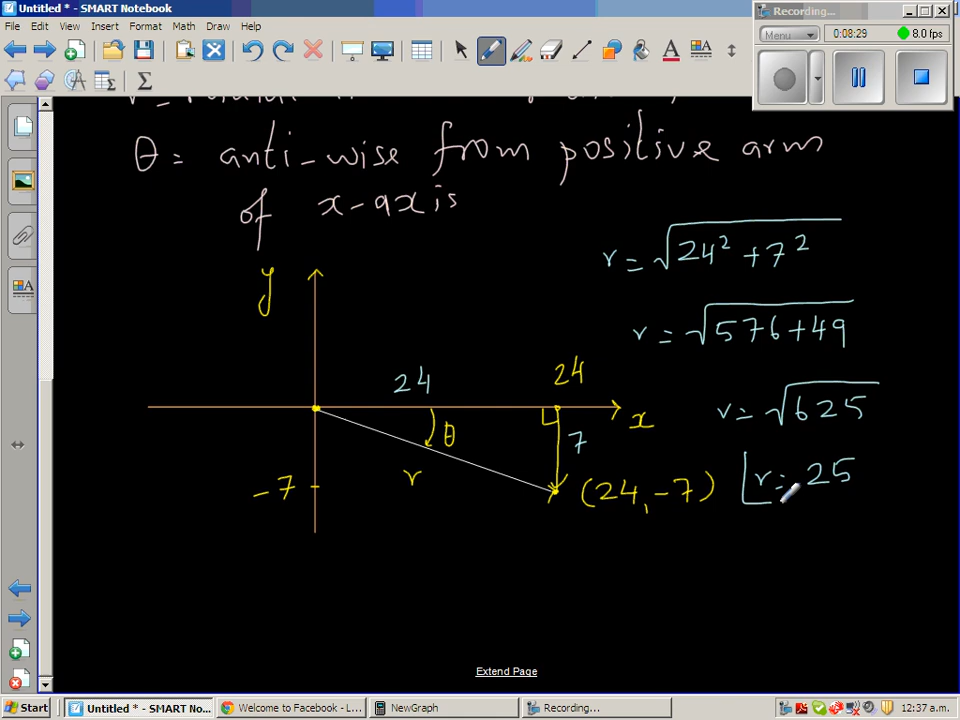 Untitled * - SMART Notebook
Recording...
File Edit View Insert Format Math Draw Help
Menu
0:08:29
8.0 fps
θ = anti-wise from positive arm
of x-axis
r = √24² + 7²
y
r = √576+49
24
24
r = √625
x
θ
7
r
r = 25
-7
(24, -7)
Extend Page
Start
Untitled * - SMART No...
Welcome to Facebook - L...
NewGraph
Recording...
12:37 a.m.